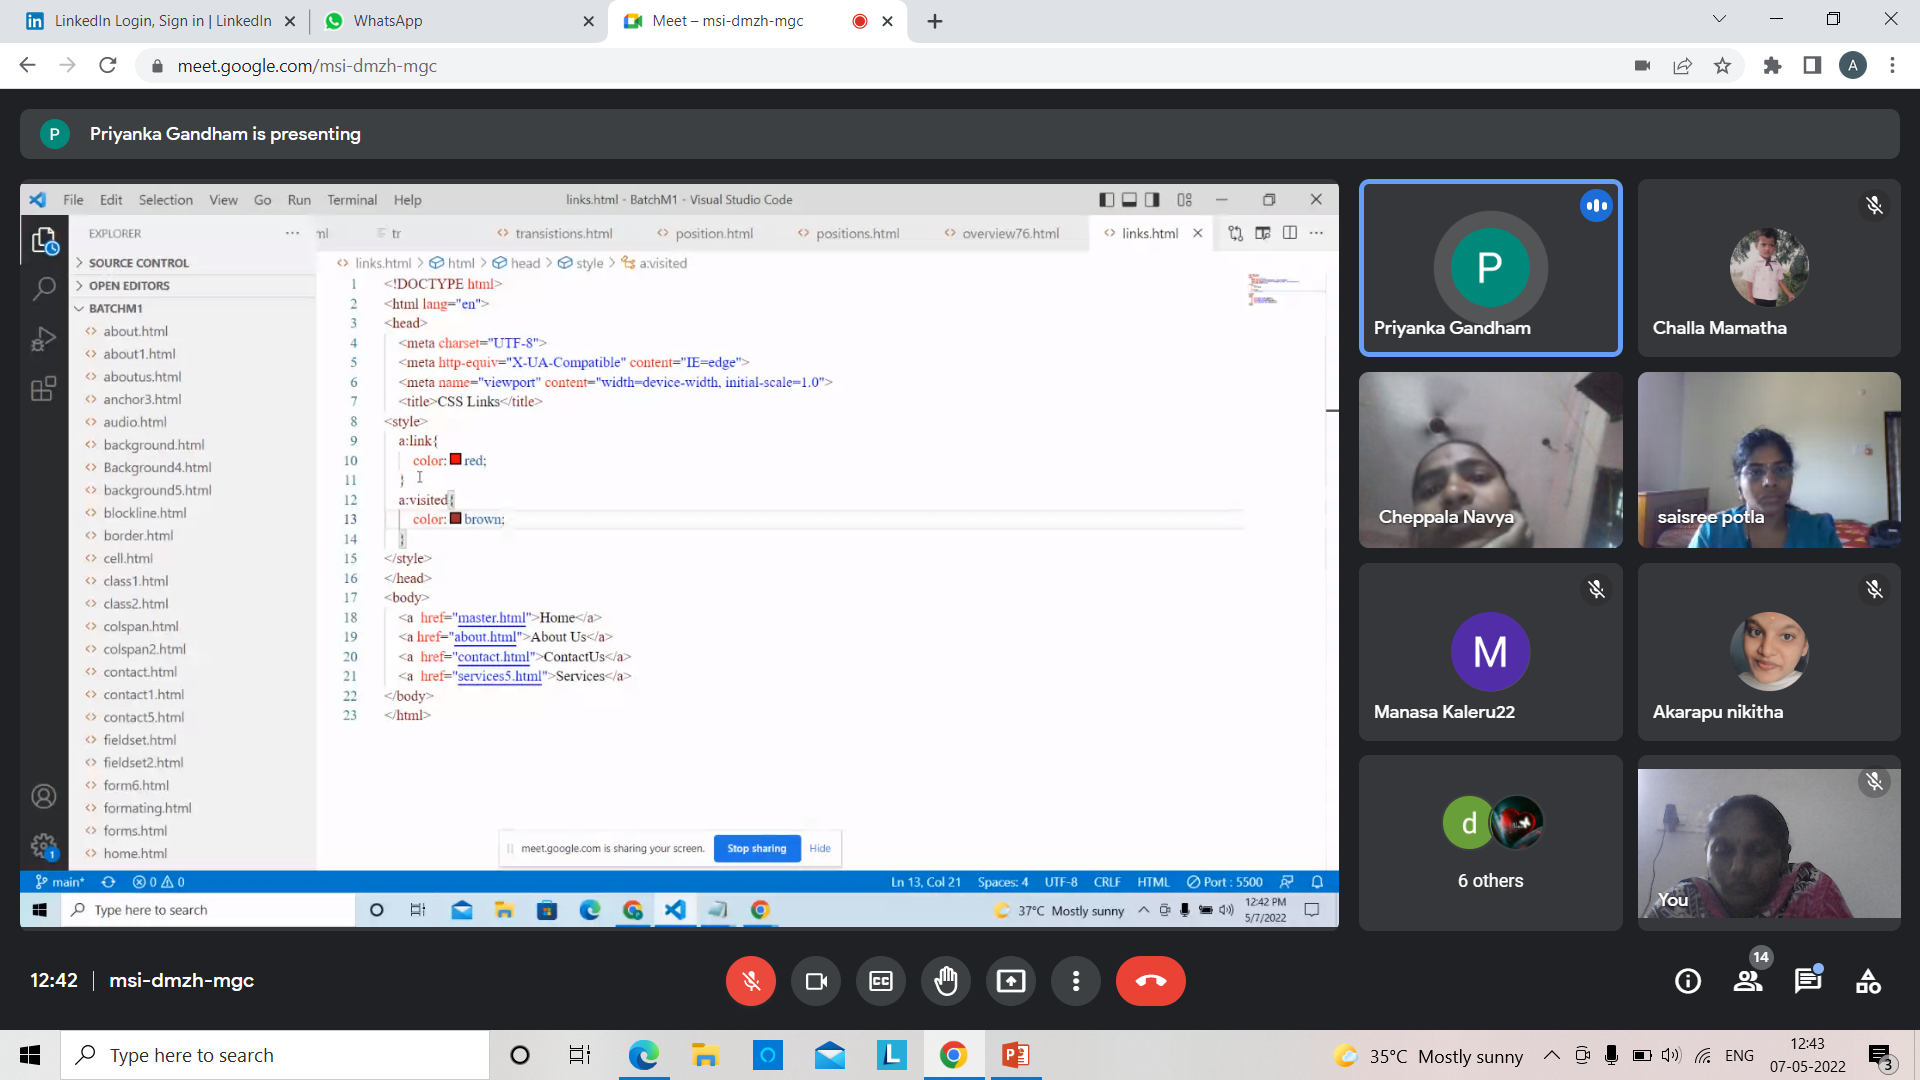 LinkedIn Login, Sign in | LinkedIn
WhatsApp
Meet – msi-dmzh-mgc
meet.google.com/msi-dmzh-mgc
A
P
Priyanka Gandham is presenting
File Edit Selection View Go Run Terminal Help
links.html - BatchM1 - Visual Studio Code
EXPLORER
SOURCE CONTROL
OPEN EDITORS
BATCHM1
about.html
about1.html
aboutus.html
anchor3.html
audio.html
background.html
Background4.html
background5.html
blockline.html
border.html
cell.html
class1.html
class2.html
colspan.html
colspan2.html
contact.html
contact1.html
contact5.html
fieldset.html
fieldset2.html
form6.html
formating.html
forms.html
home.html
ml
tr
transistions.html
position.html
positions.html
overview76.html
links.html
links.html > html > head > style > a:visited
1 <!DOCTYPE html>
2 <html lang="en">
3 <head>
4 <meta charset="UTF-8">
5 <meta http-equiv="X-UA-Compatible" content="IE=edge">
6 <meta name="viewport" content="width=device-width, initial-scale=1.0">
7 <title>CSS Links</title>
8 <style>
9 a:link{
10 color: red;
11 }
12 a:visited{
13 color: brown;
14 }
15 </style>
16 </head>
17 <body>
18 <a  href="master.html">Home</a>
19 <a href="about.html">About Us</a>
20 <a  href="contact.html">ContactUs</a>
21 <a  href="services5.html">Services</a>
22 </body>
23 </html>
meet.google.com is sharing your screen. Stop sharing Hide
1
main* 0 0
Ln 13, Col 21 Spaces: 4 UTF-8 CRLF HTML Port : 5500
Type here to search
37°C Mostly sunny
12:42 PM
5/7/2022
P
Priyanka Gandham
Challa Mamatha
Cheppala Navya
saisree potla
M
Manasa Kaleru22
Akarapu nikitha
d
6 others
You
12:42 | msi-dmzh-mgc
14
Type here to search
L
35°C Mostly sunny
ENG
12:43
07-05-2022
3